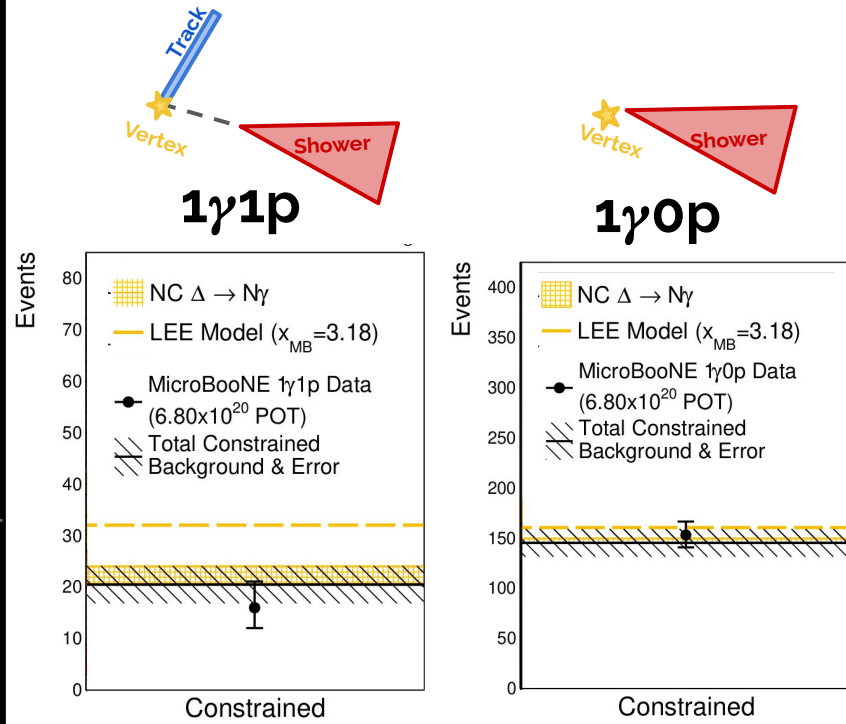 Track
Vertex
Shower
1γ1p
Events
80
70
60
50
40
30
20
10
0
NC Δ → Nγ
LEE Model (x_MB=3.18)
MicroBooNE 1γ1p Data
(6.80x10^20 POT)
Total Constrained
Background & Error
Constrained
Vertex
Shower
1γ0p
Events
400
350
300
250
200
150
100
50
0
NC Δ → Nγ
LEE Model (x_MB=3.18)
MicroBooNE 1γ0p Data
(6.80x10^20 POT)
Total Constrained
Background & Error
Constrained